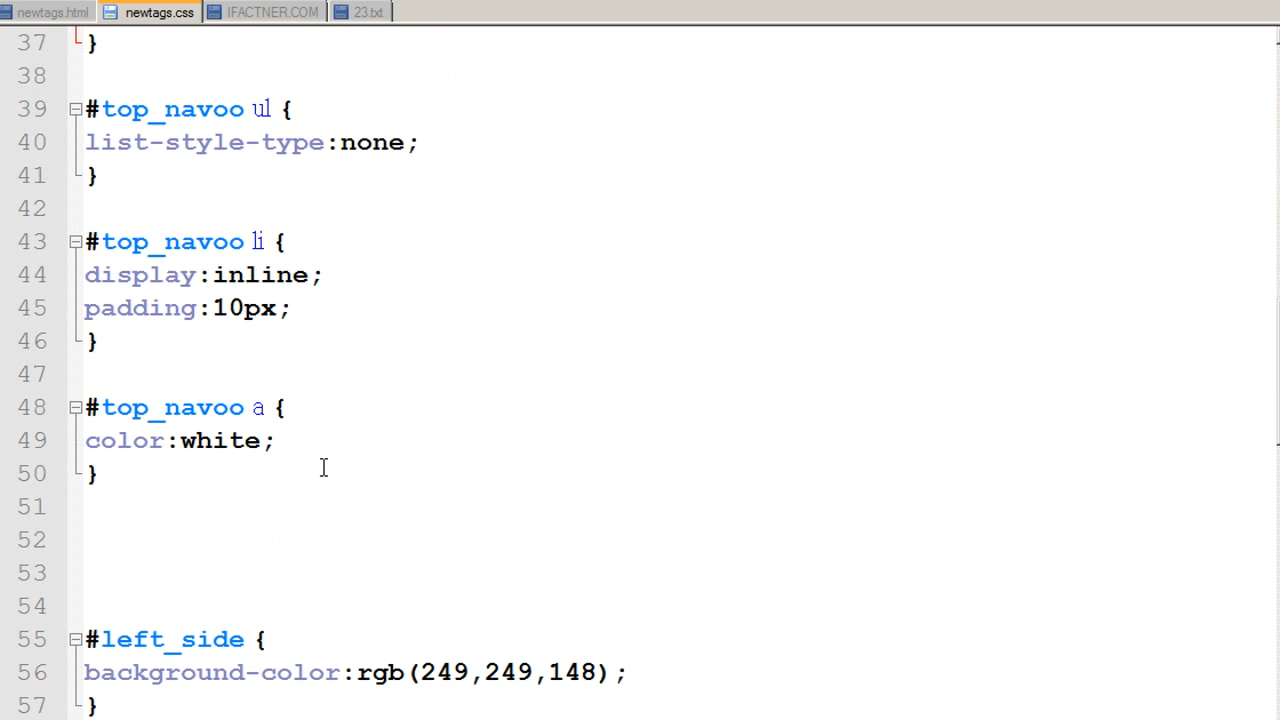 newtags.html newtags.css IFACTNER.COM 23.txt
37 }
38
39 #top_navoo ul {
40 list-style-type:none;
41 }
42
43 #top_navoo li {
44 display:inline;
45 padding:10px;
46 }
47
48 #top_navoo a {
49 color:white;
50 }
51
52
53
54
55 #left_side {
56 background-color:rgb(249,249,148);
57 }